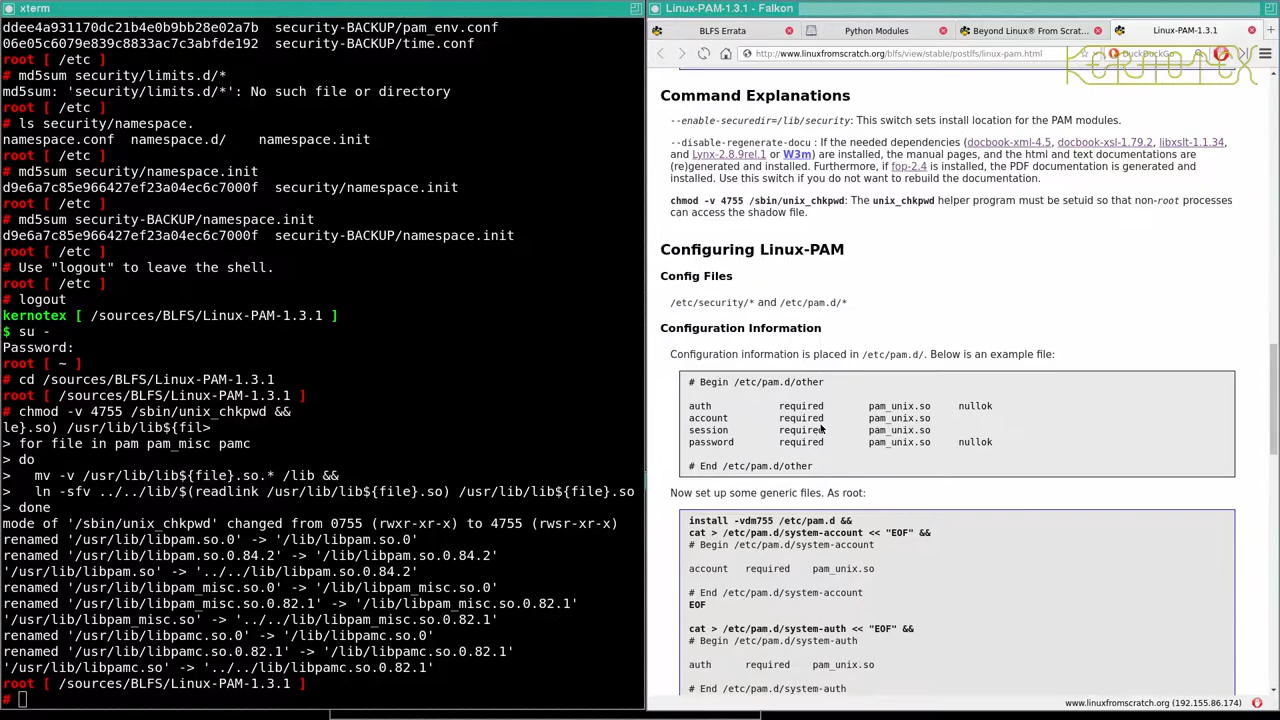 xterm
ddee4a931170dc21b4e0b9bb28e02a7b  security-BACKUP/pam_env.conf
06e05c6079e839c8833ac7c3abfde192  security-BACKUP/time.conf
root [ /etc ]
# md5sum security/limits.d/*
md5sum: 'security/limits.d/*': No such file or directory
root [ /etc ]
# ls security/namespace.
namespace.conf  namespace.d/    namespace.init
root [ /etc ]
# md5sum security/namespace.init
d9e6a7c85e966427ef23a04ec6c7000f  security/namespace.init
root [ /etc ]
# md5sum security-BACKUP/namespace.init
d9e6a7c85e966427ef23a04ec6c7000f  security-BACKUP/namespace.init
root [ /etc ]
# Use "logout" to leave the shell.
root [ /etc ]
# logout
kernotex [ /sources/BLFS/Linux-PAM-1.3.1 ]
$ su -
Password:
root [ ~ ]
# cd /sources/BLFS/Linux-PAM-1.3.1
root [ /sources/BLFS/Linux-PAM-1.3.1 ]
# chmod -v 4755 /sbin/unix_chkpwd &&
le}.so) /usr/lib/lib${fil>
> for file in pam pam_misc pamc
> do
>   mv -v /usr/lib/lib${file}.so.* /lib &&
>   ln -sfv ../../lib/$(readlink /usr/lib/lib${file}.so) /usr/lib/lib${file}.so
> done
mode of '/sbin/unix_chkpwd' changed from 0755 (rwxr-xr-x) to 4755 (rwsr-xr-x)
renamed '/usr/lib/libpam.so.0' -> '/lib/libpam.so.0'
renamed '/usr/lib/libpam.so.0.84.2' -> '/lib/libpam.so.0.84.2'
'/usr/lib/libpam.so' -> '../../lib/libpam.so.0.84.2'
renamed '/usr/lib/libpam_misc.so.0' -> '/lib/libpam_misc.so.0'
renamed '/usr/lib/libpam_misc.so.0.82.1' -> '/lib/libpam_misc.so.0.82.1'
'/usr/lib/libpam_misc.so' -> '../../lib/libpam_misc.so.0.82.1'
renamed '/usr/lib/libpamc.so.0' -> '/lib/libpamc.so.0'
renamed '/usr/lib/libpamc.so.0.82.1' -> '/lib/libpamc.so.0.82.1'
'/usr/lib/libpamc.so' -> '../../lib/libpamc.so.0.82.1'
root [ /sources/BLFS/Linux-PAM-1.3.1 ]
#
Linux-PAM-1.3.1 - Falkon
BLFS Errata
Python Modules
Beyond Linux® From Scrat...
Linux-PAM-1.3.1
http://www.linuxfromscratch.org/blfs/view/stable/postlfs/linux-pam.html
DuckDuckGo
KERNOTEX
Command Explanations
--enable-securedir=/lib/security: This switch sets install location for the PAM modules.
--disable-regenerate-docu : If the needed dependencies (docbook-xml-4.5, docbook-xsl-1.79.2, libxslt-1.1.34,
and Lynx-2.8.9rel.1 or W3m) are installed, the manual pages, and the html and text documentations are
(re)generated and installed. Furthermore, if fop-2.4 is installed, the PDF documentation is generated and
installed. Use this switch if you do not want to rebuild the documentation.
chmod -v 4755 /sbin/unix_chkpwd: The unix_chkpwd helper program must be setuid so that non-root processes
can access the shadow file.
Configuring Linux-PAM
Config Files
/etc/security/* and /etc/pam.d/*
Configuration Information
Configuration information is placed in /etc/pam.d/. Below is an example file:
# Begin /etc/pam.d/other
auth            required        pam_unix.so     nullok
account         required        pam_unix.so
session         required        pam_unix.so
password        required        pam_unix.so     nullok
# End /etc/pam.d/other
Now set up some generic files. As root:
install -vdm755 /etc/pam.d &&
cat > /etc/pam.d/system-account << "EOF" &&
# Begin /etc/pam.d/system-account
account   required    pam_unix.so
# End /etc/pam.d/system-account
EOF
cat > /etc/pam.d/system-auth << "EOF" &&
# Begin /etc/pam.d/system-auth
auth      required    pam_unix.so
# End /etc/pam.d/system-auth
www.linuxfromscratch.org (192.155.86.174)